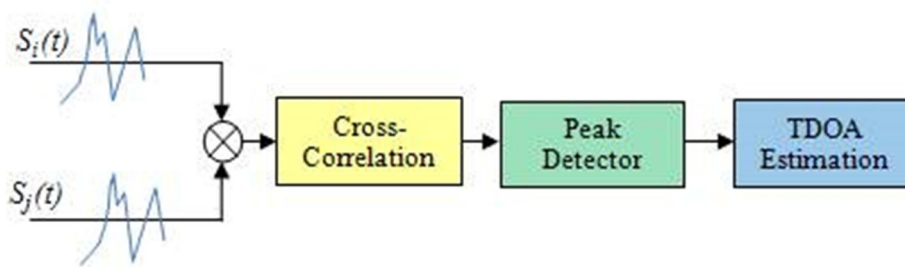 Si(t)
Cross-
Correlation
Peak
Detector
TDOA
Estimation
Sj(t)